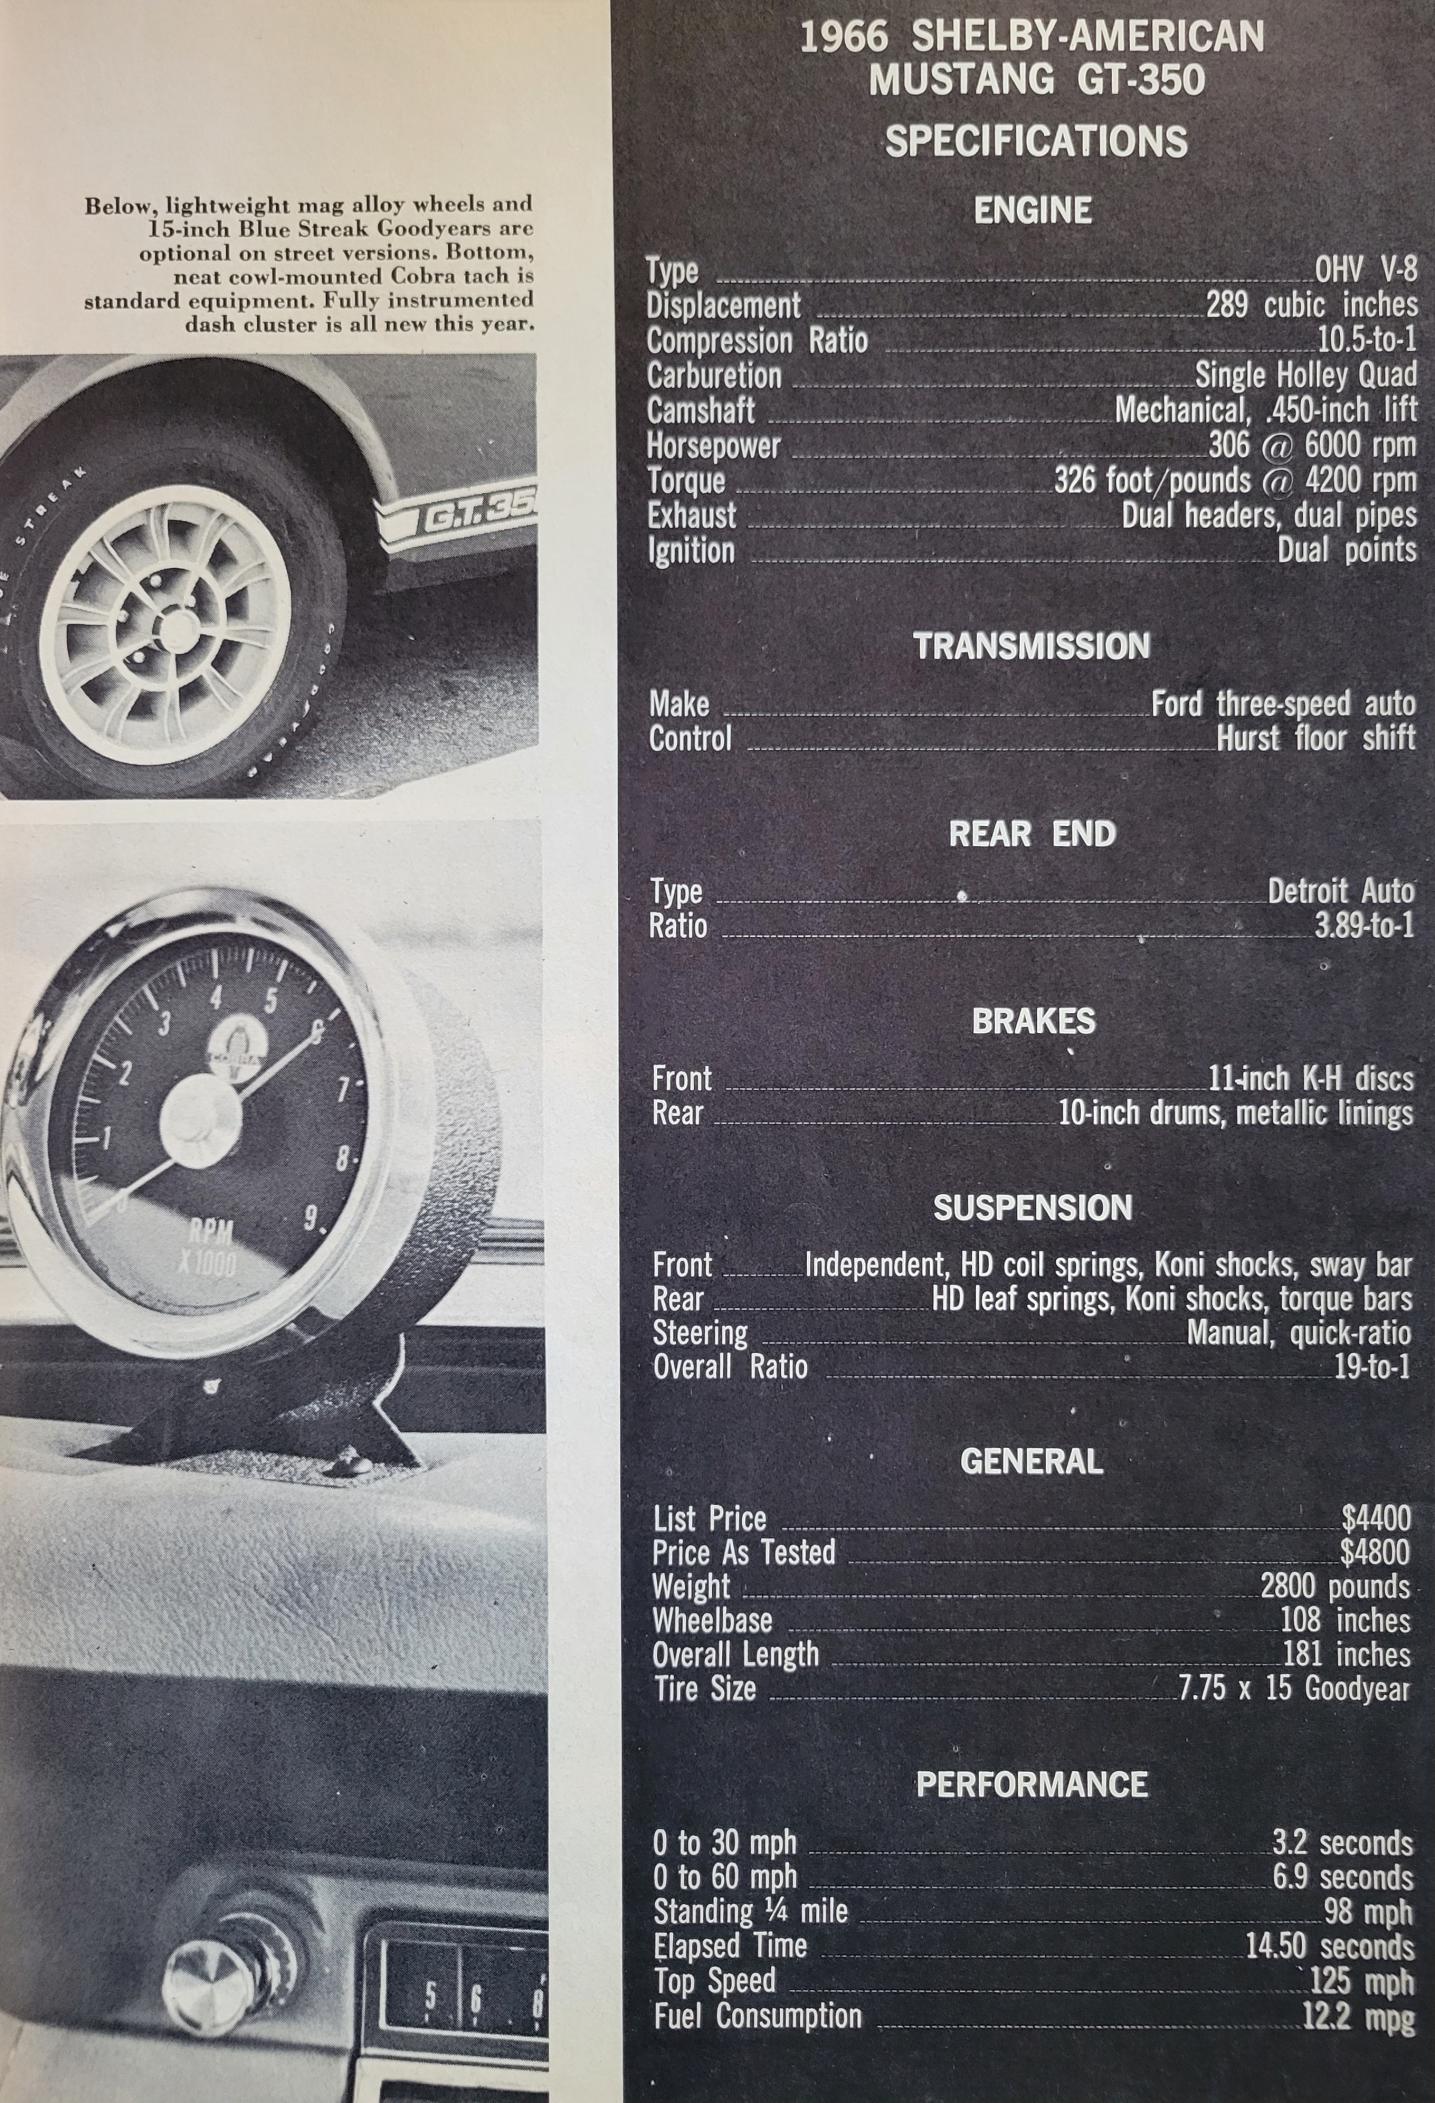 Below, lightweight mag alloy wheels and
15-inch Blue Streak Goodyears are
optional on street versions. Bottom,
neat cowl-mounted Cobra tach is
standard equipment. Fully instrumented
dash cluster is all new this year.
STREAK
G.T.35
GOODYEAR
0 1 2 3 4 5 6 7 8 9
COBRA
RPM
X1000
5 6 8
1966 SHELBY-AMERICAN
MUSTANG GT-350
SPECIFICATIONS
ENGINE
Type OHV V-8
Displacement 289 cubic inches
Compression Ratio 10.5-to-1
Carburetion Single Holley Quad
Camshaft Mechanical, .450-inch lift
Horsepower 306 @ 6000 rpm
Torque 326 foot/pounds @ 4200 rpm
Exhaust Dual headers, dual pipes
Ignition Dual points
TRANSMISSION
Make Ford three-speed auto
Control Hurst floor shift
REAR END
Type Detroit Auto
Ratio 3.89-to-1
BRAKES
Front 11-inch K-H discs
Rear 10-inch drums, metallic linings
SUSPENSION
Front Independent, HD coil springs, Koni shocks, sway bar
Rear HD leaf springs, Koni shocks, torque bars
Steering Manual, quick-ratio
Overall Ratio 19-to-1
GENERAL
List Price $4400
Price As Tested $4800
Weight 2800 pounds
Wheelbase 108 inches
Overall Length 181 inches
Tire Size 7.75 x 15 Goodyear
PERFORMANCE
0 to 30 mph 3.2 seconds
0 to 60 mph 6.9 seconds
Standing ¼ mile 98 mph
Elapsed Time 14.50 seconds
Top Speed 125 mph
Fuel Consumption 12.2 mpg